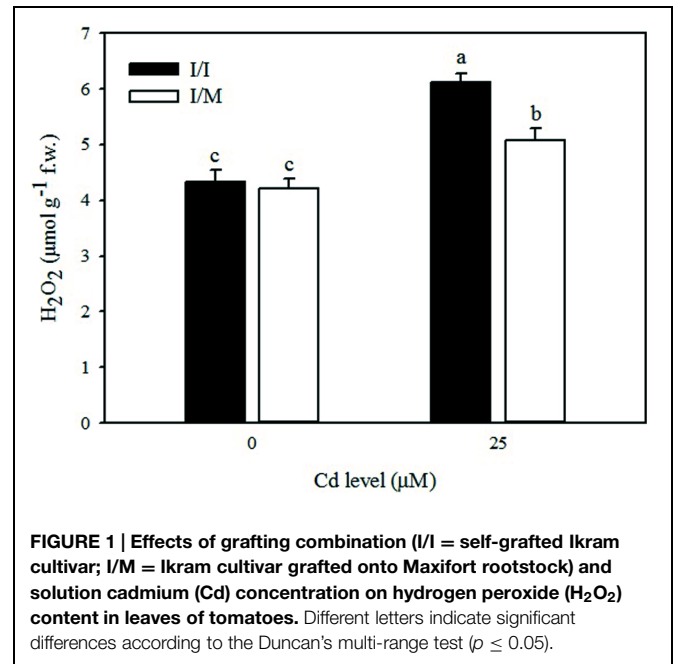 7
6
5
4
3
2
1
0
H₂O₂ (µmol g⁻¹ f.w.)
I/I
I/M
c
c
a
b
0
25
Cd level (µM)
FIGURE 1 | Effects of grafting combination (I/I = self-grafted Ikram
cultivar; I/M = Ikram cultivar grafted onto Maxifort rootstock) and
solution cadmium (Cd) concentration on hydrogen peroxide (H₂O₂)
content in leaves of tomatoes. Different letters indicate significant
differences according to the Duncan’s multi-range test (p ≤ 0.05).